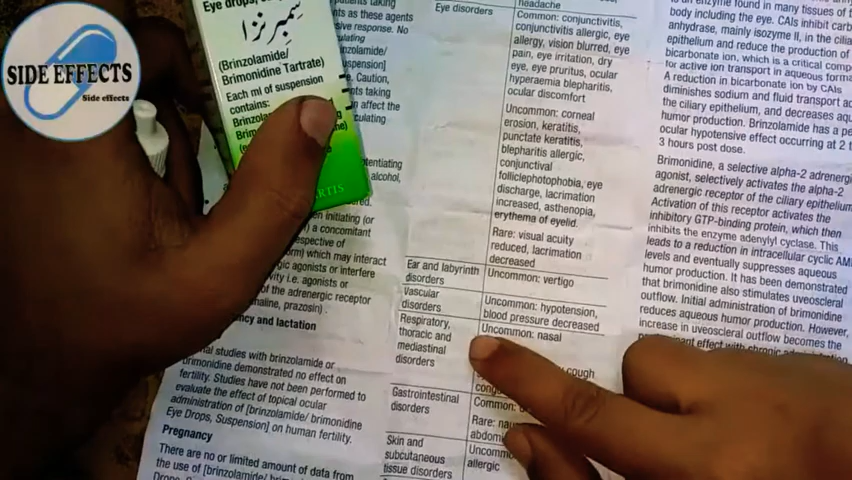 SIDE EFFECTS
Side effects
Eye drops,
سِمبرنزا
(Brinzolamide/
Brimonidine Tartrate)
Each ml of suspension
contains:
patients taking
ts as these agents
sive response. No
nzolamide/
spension]
Caution,
nts taking
n affect the
potentiating
alcohol,
n initiating (or
) a concomitant
espective of
rm) which may interact
agonists or interfere
vity i.e. agonists or
of the adrenergic receptor
naline, prazosin) .
ncy and lactation
al studies with brinzolamide or
brimonidine demonstrated no effect on
fertility. Studies have not been performed to
evaluate the effect of topical ocular
administration of [brinzolamide/ brimonidine
Eye Drops, Suspension] on human fertility.
Pregnancy
There are no or limited amount of data from
the use of [brinzolamide/
headache
Eye disorders
Common: conjunctivitis,
conjunctivitis allergic, eye
allergy, vision blurred, eye
pain, eye irritation, dry
eye, eye pruritus, ocular
hyperaemia blepharitis,
ocular discomfort
Uncommon: corneal
erosion, keratitis,
punctate keratitis,
blepharitis allergic,
conjunctival
folliclephotophobia, eye
discharge, lacrimation
increased, asthenopia,
erythema of eyelid.
Rare: visual acuity
reduced, lacrimation
decreased
Ear and labyrinth
disorders
Uncommon: vertigo
Vascular
disorders
Uncommon: hypotension,
blood pressure decreased
Respiratory,
thoracic and
mediastinal
disorders
Uncommon: nasal
cough
Gastrointestinal
disorders
Common:
Rare:
Skin and
subcutaneous
tissue disorders
allergic
an enzyme found in many tissues of t
body including the eye. CAIs inhibit carb
anhydrase, mainly isozyme II, in the cilia
epithelium and reduce the production of
bicarbonate ion, which is a critical comp
for active ion transport in aqueous forma
A reduction in bicarbonate ion by CAIs
diminishes sodium and fluid transport ac
the ciliary epithelium, and decreases aqu
humor production. Brinzolamide has a pe
ocular hypotensive effect occurring at 2 t
3 hours post dose.
Brimonidine, a selective alpha-2 adrenergi
agonist, selectively activates the alpha-2
adrenergic receptor of the ciliary epithelium
Activation of this receptor activates the
inhibitory GTP-binding protein, which then
inhibits the enzyme adenylyl cyclase. This
leads to a reduction in intracellular cyclic AM
levels and eventually suppresses aqueous
humor production. It has been demonstrated
that brimonidine also stimulates uveoscleral
outflow. Initial administration of brimonidine
reduces aqueous humor production. However,
increase in uveoscleral outflow becomes the